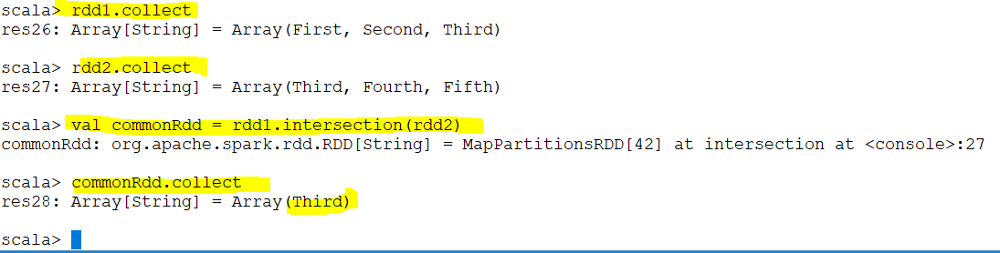 scala> rdd1.collect
res26: Array[String] = Array(First, Second, Third)
scala> rdd2.collect
res27: Array[String] = Array(Third, Fourth, Fifth)
scala> val commonRdd = rdd1.intersection(rdd2)
commonRdd: org.apache.spark.rdd.RDD[String] = MapPartitionsRDD[42] at intersection at <console>:27
scala> commonRdd.collect
res28: Array[String] = Array(Third)
scala>